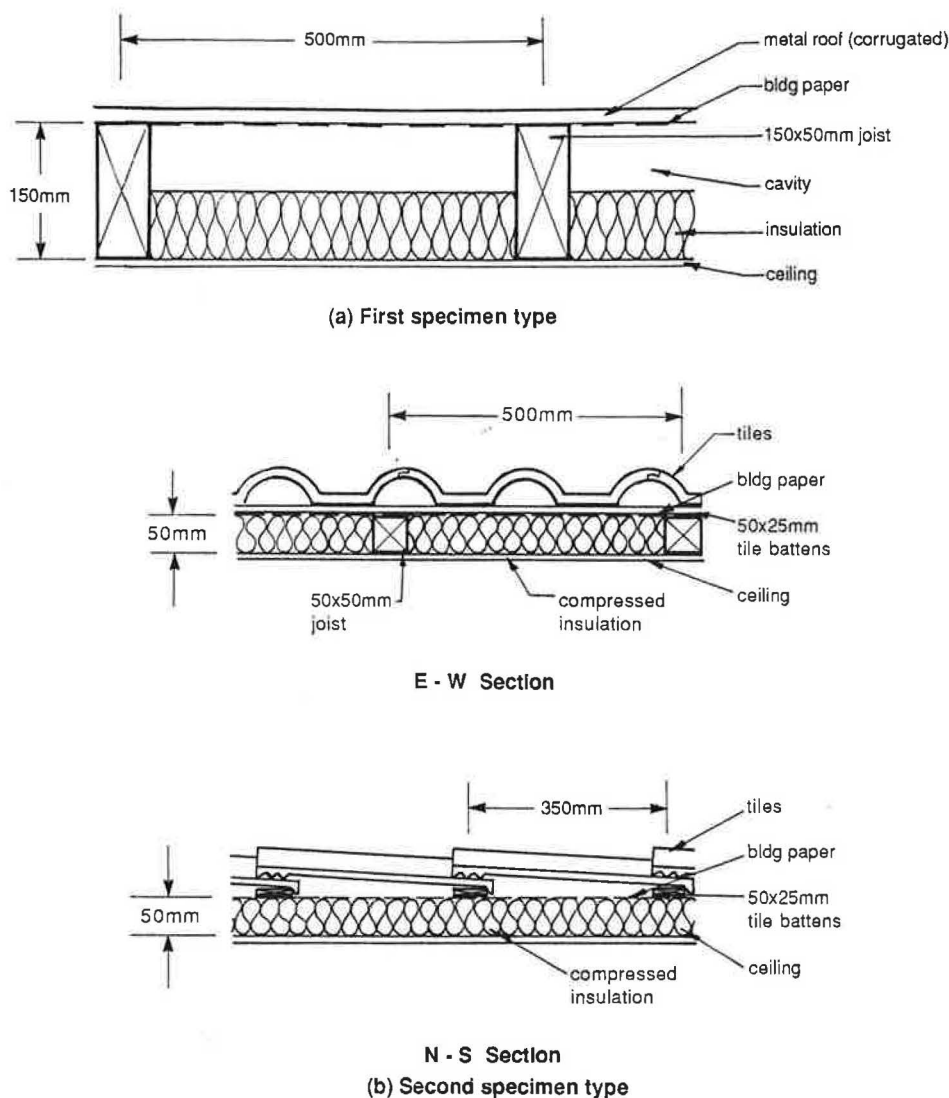 500mm
metal roof (corrugated)
bldg paper
150x50mm joist
150mm
cavity
insulation
ceiling
(a) First specimen type
500mm
tiles
bldg paper
50mm
50x25mm
tile battens
50x50mm
joist
compressed
insulation
ceiling
E - W Section
350mm
tiles
bldg paper
50mm
50x25mm
tile battens
compressed
insulation
ceiling
N - S Section
(b) Second specimen type